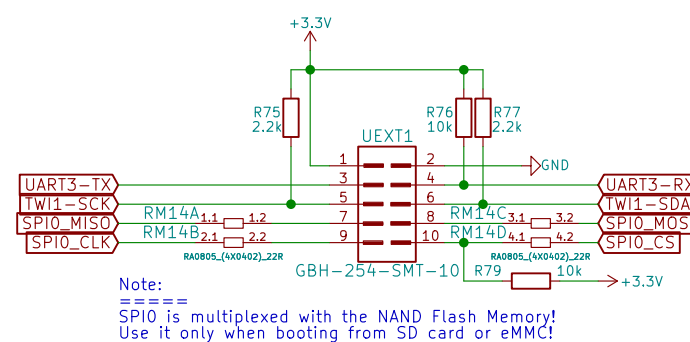 +3.3V
R75
2.2k
R76
10k
R77
2.2k
UEXT1
1
2
GND
UART3-TX
3
4
UART3-RX
TWI1-SCK
5
6
TWI1-SDA
SPI0_MISO
RM14A
1.1
1.2
7
8
RM14C
3.1
3.2
SPI0_MOS
SPI0_CLK
RM14B
2.1
2.2
9
10
RM14D
4.1
4.2
SPI0_CS
RA0805_(4X0402)_22R
RA0805_(4X0402)_22R
GBH-254-SMT-10
R79
10k
+3.3V
Note:
=====
SPI0 is multiplexed with the NAND Flash Memory!
Use it only when booting from SD card or eMMC!